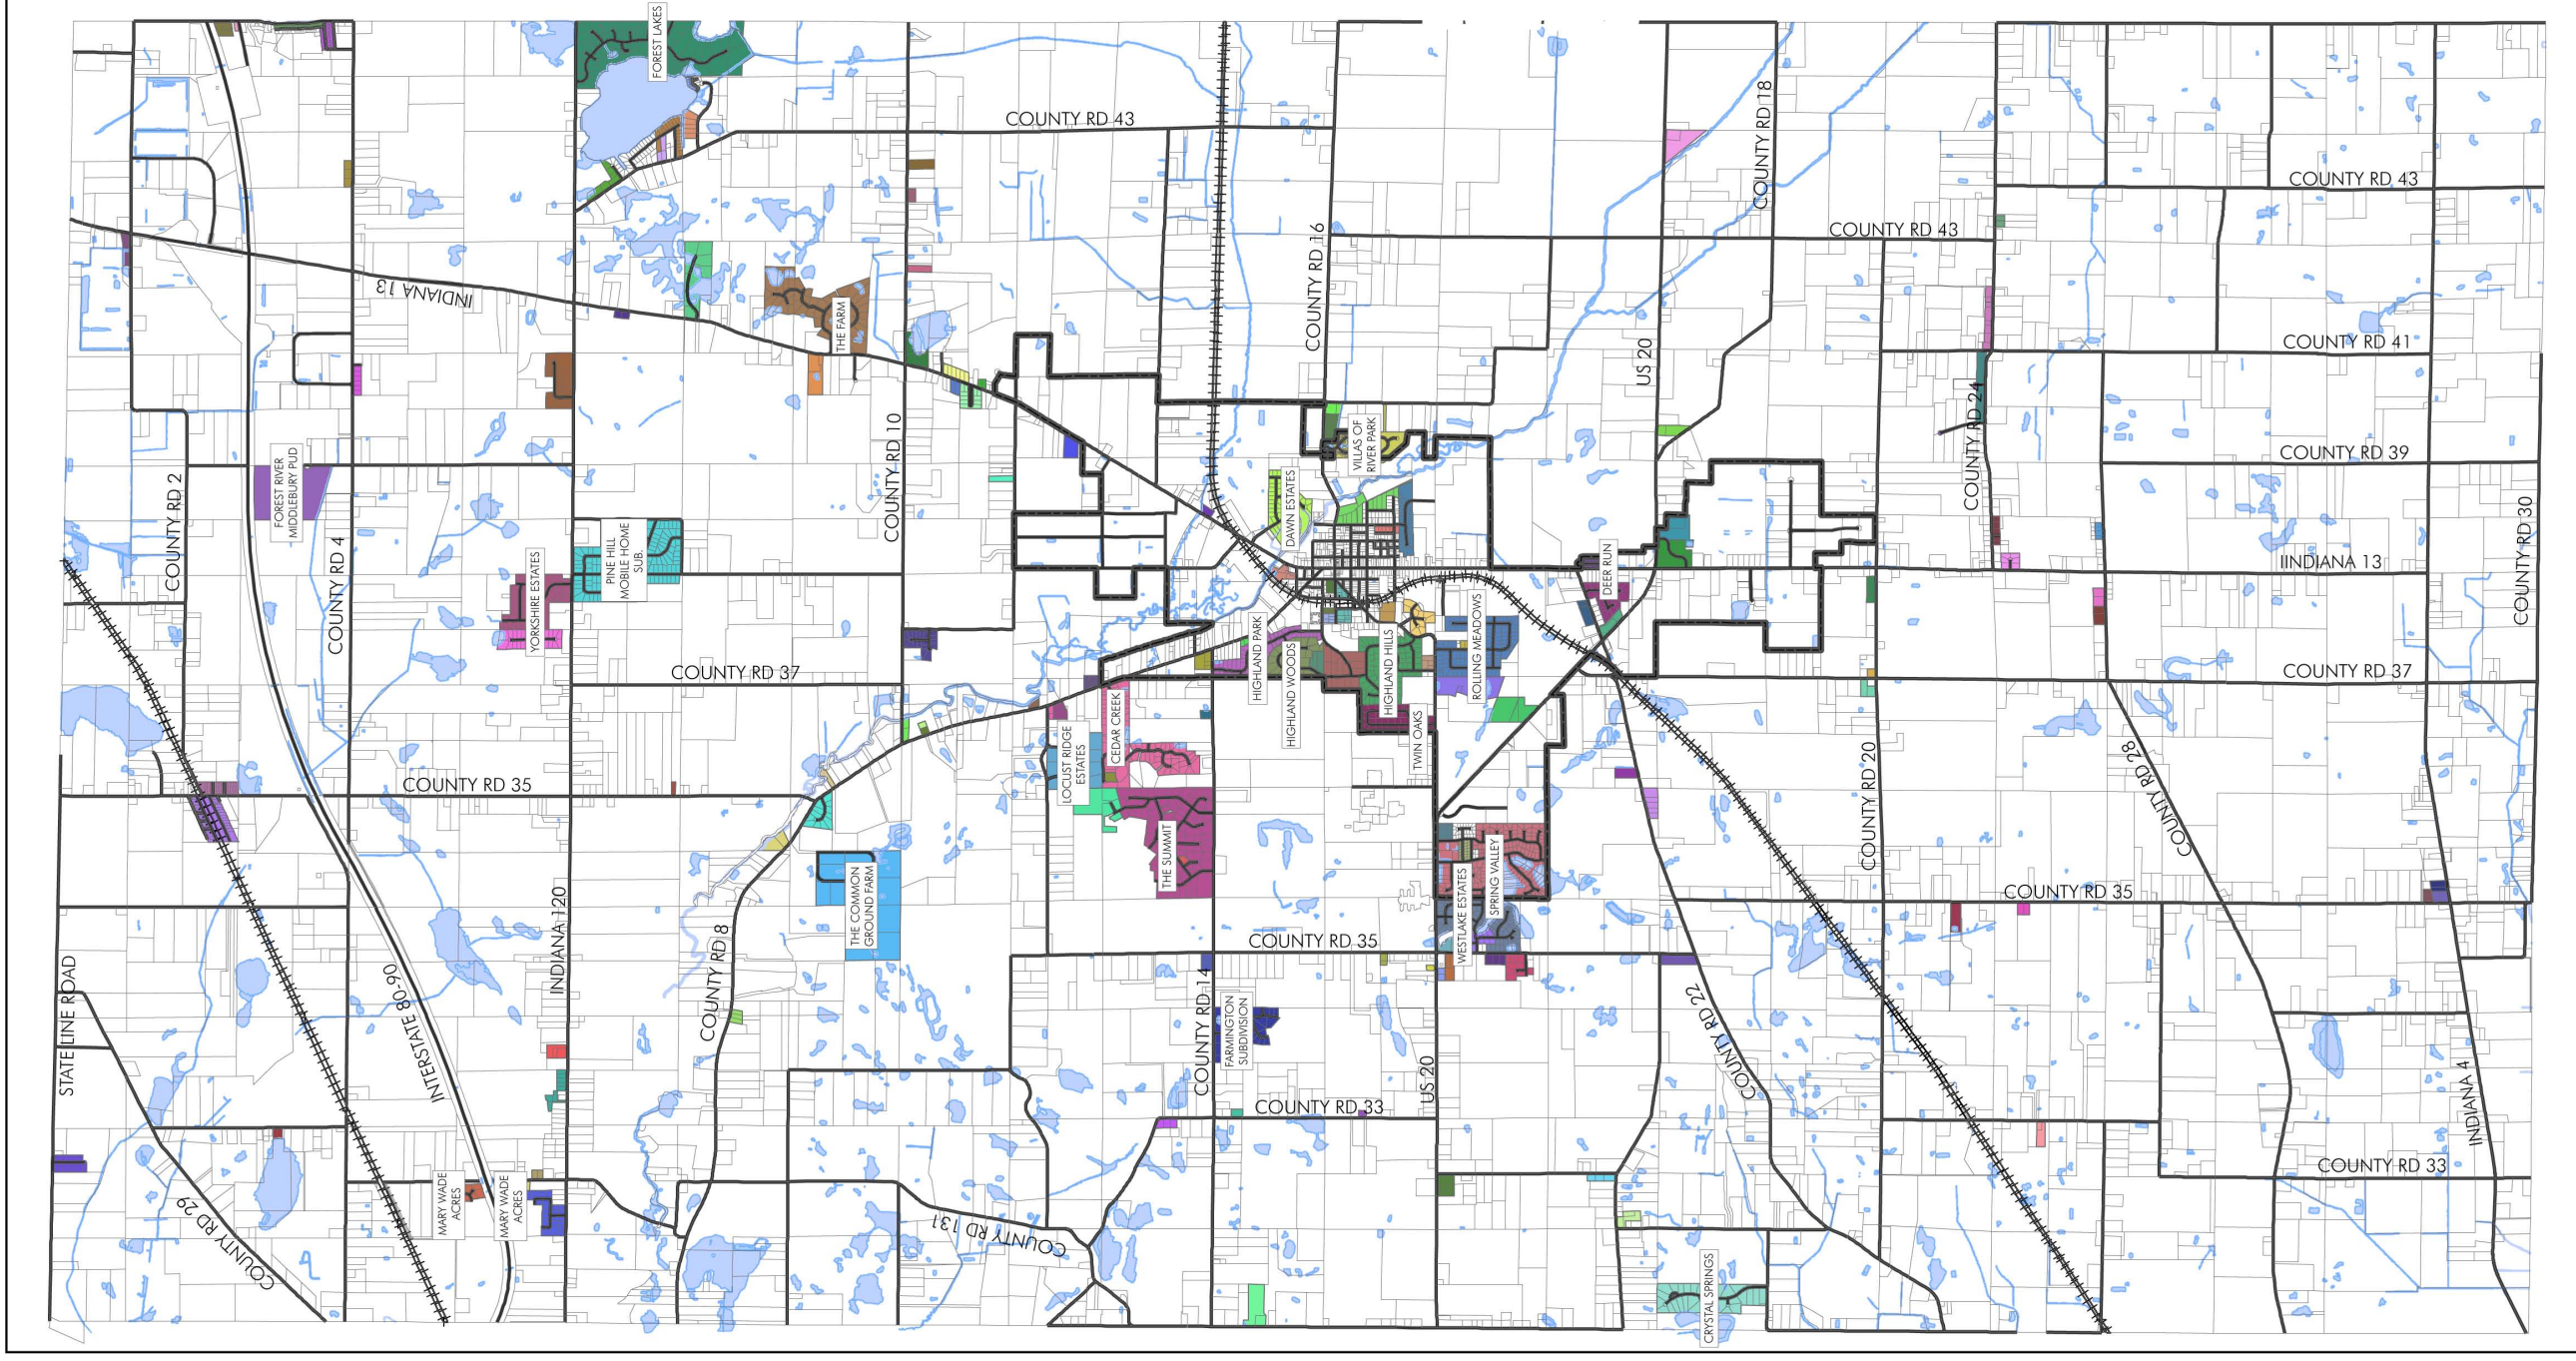 FOREST LAKES
COUNTY RD 43
COUNTY RD 18
COUNTY RD 43
COUNTY RD 43
COUNTY RD 16
INDIANA 13
THE FARM
US 20
COUNTY RD 41
COUNTY RD 24
COUNTY RD 10
VILLAS OF
RIVER PARK
COUNTY RD 39
FOREST RIVER
MIDDLEBURY PUD
COUNTY RD 2
DAWN ESTATES
COUNTY RD 30
COUNTY RD 4
PINE HILL
MOBILE HOME
SUB.
YORKSHIRE ESTATES
DEER RUN
IINDIANA 13
ROLLING MEADOWS
HIGHLAND PARK
HIGHLAND WOODS
HIGHLAND HILLS
COUNTY RD 37
COUNTY RD 37
TWIN OAKS
CEDAR CREEK
LOCUST RIDGE
ESTATES
COUNTY RD 20
COUNTY RD 28
COUNTY RD 35
THE SUMMIT
SPRING VALLEY
WESTLAKE ESTATES
THE COMMON
GROUND FARM
COUNTY RD 35
INDIANA 120
COUNTY RD 8
COUNTY RD 35
STATE LINE ROAD
INTERSTATE 80-90
COUNTY RD 14
FARMINGTON
SUBDIVISION
COUNTY RD 22
US 20
COUNTY RD 33
INDIANA 4
COUNTY RD 33
MARY WADE
ACRES
MARY WADE
ACRES
COUNTY RD 29
COUNTY RD 131
CRYSTAL SPRINGS